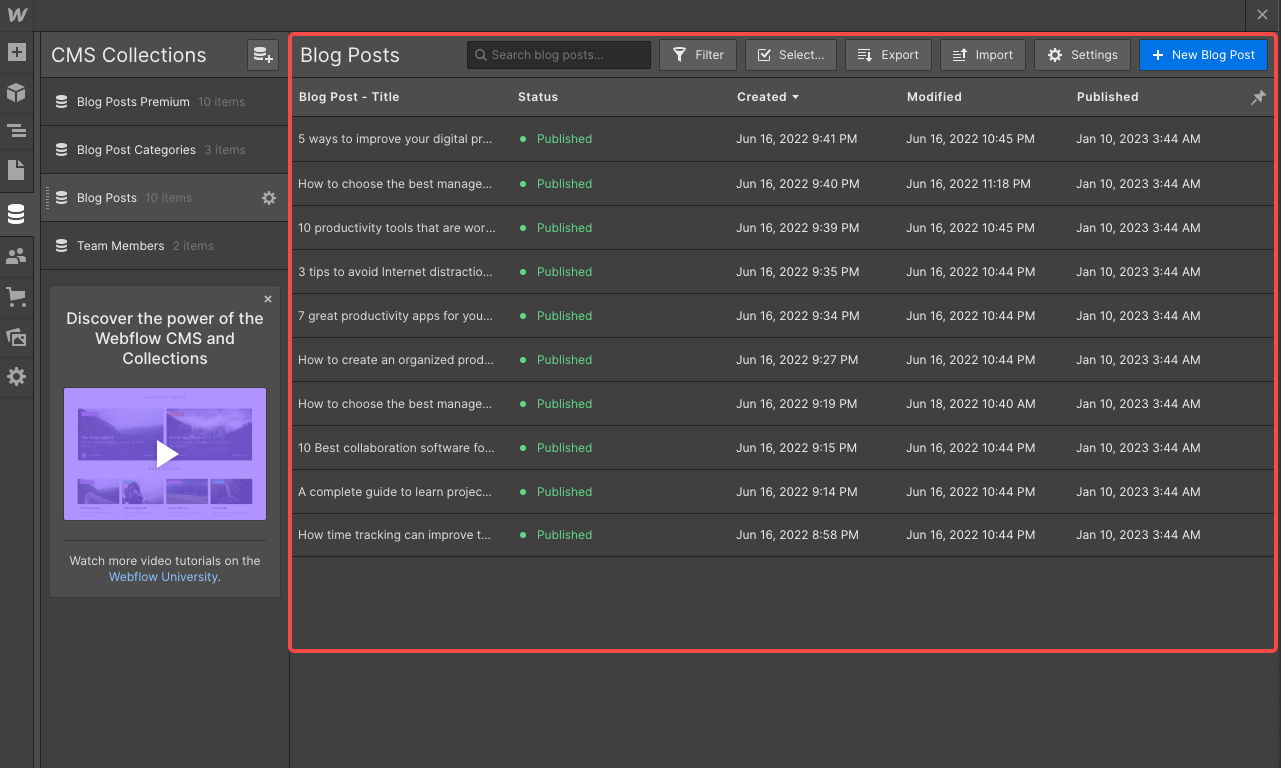 CMS Collections
Blog Posts Premium 10 items
Blog Post Categories 3 items
Blog Posts 10 items
Team Members 2 items
Discover the power of the
Webflow CMS and
Collections
Watch more video tutorials on the
Webflow University.
Blog Posts
Search blog posts...
Filter
Select...
Export
Import
Settings
New Blog Post
Blog Post - Title Status Created Modified Published
5 ways to improve your digital pr... Published Jun 16, 2022 9:41 PM Jun 16, 2022 10:45 PM Jan 10, 2023 3:44 AM
How to choose the best manage... Published Jun 16, 2022 9:40 PM Jun 16, 2022 11:18 PM Jan 10, 2023 3:44 AM
10 productivity tools that are wor... Published Jun 16, 2022 9:39 PM Jun 16, 2022 10:45 PM Jan 10, 2023 3:44 AM
3 tips to avoid Internet distractio... Published Jun 16, 2022 9:35 PM Jun 16, 2022 10:44 PM Jan 10, 2023 3:44 AM
7 great productivity apps for you... Published Jun 16, 2022 9:34 PM Jun 16, 2022 10:44 PM Jan 10, 2023 3:44 AM
How to create an organized prod... Published Jun 16, 2022 9:27 PM Jun 16, 2022 10:44 PM Jan 10, 2023 3:44 AM
How to choose the best manage... Published Jun 16, 2022 9:19 PM Jun 18, 2022 10:40 AM Jan 10, 2023 3:44 AM
10 Best collaboration software fo... Published Jun 16, 2022 9:15 PM Jun 16, 2022 10:44 PM Jan 10, 2023 3:44 AM
A complete guide to learn projec... Published Jun 16, 2022 9:14 PM Jun 16, 2022 10:44 PM Jan 10, 2023 3:44 AM
How time tracking can improve t... Published Jun 16, 2022 8:58 PM Jun 16, 2022 10:44 PM Jan 10, 2023 3:44 AM